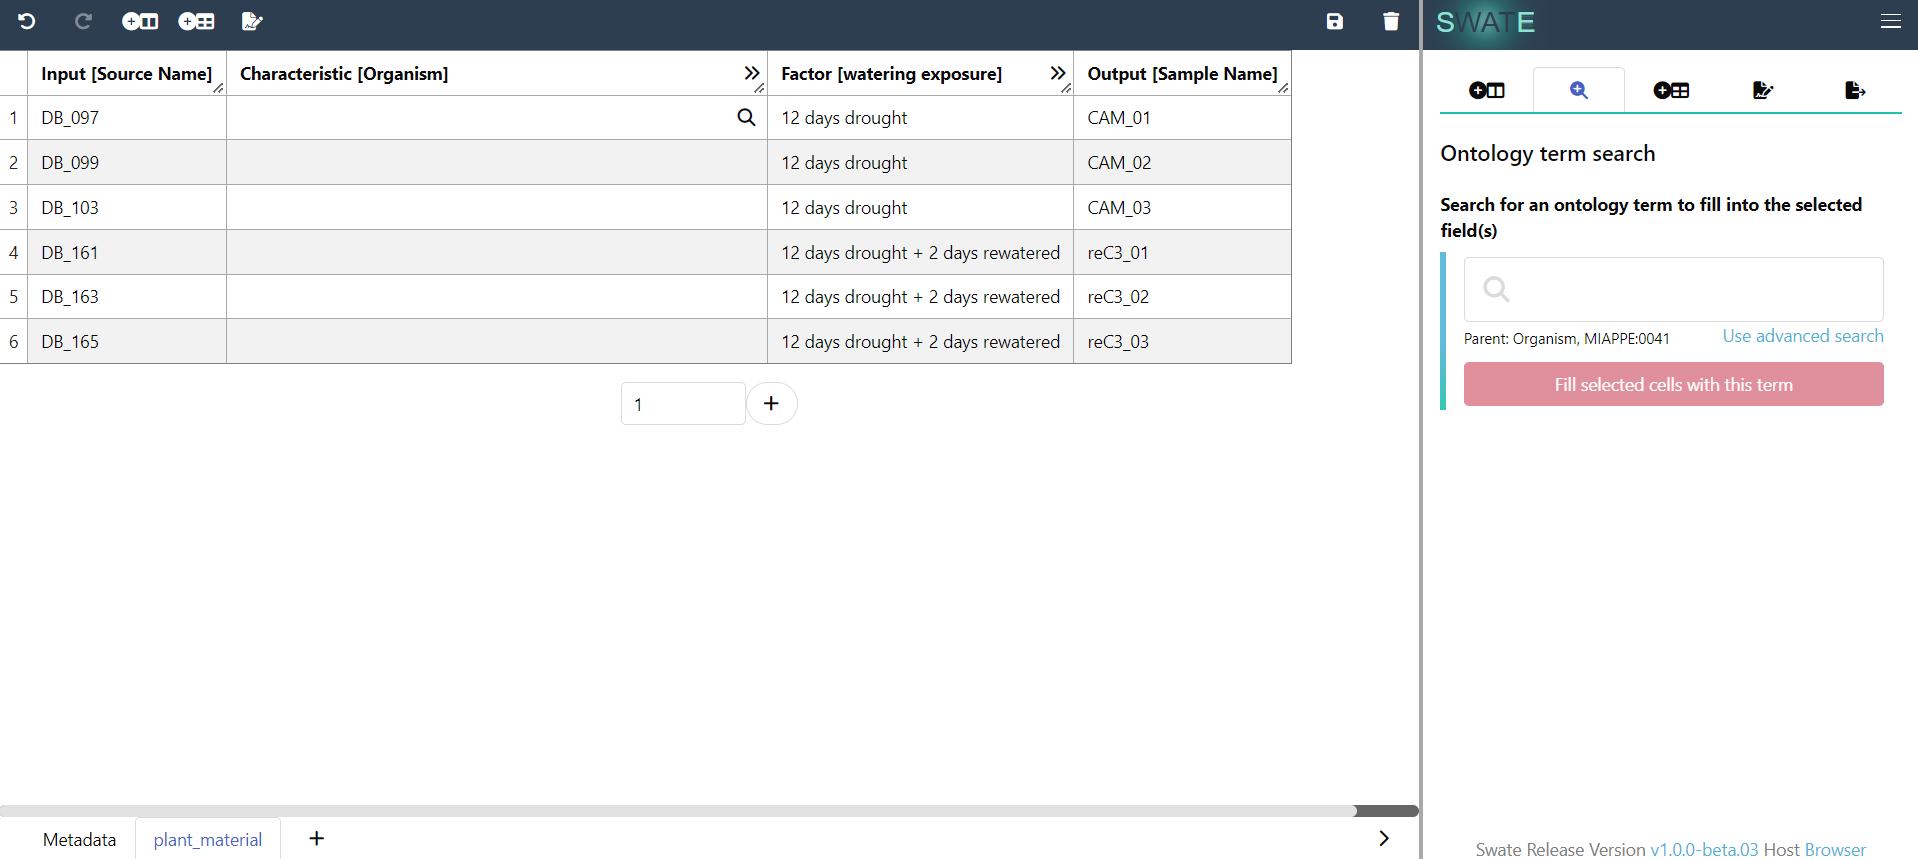 SWATE
Input [Source Name] Characteristic [Organism] Factor [watering exposure] Output [Sample Name]
1 DB_097 12 days drought CAM_01
2 DB_099 12 days drought CAM_02
3 DB_103 12 days drought CAM_03
4 DB_161 12 days drought + 2 days rewatered reC3_01
5 DB_163 12 days drought + 2 days rewatered reC3_02
6 DB_165 12 days drought + 2 days rewatered reC3_03
1
Metadata plant_material
Ontology term search
Search for an ontology term to fill into the selected
field(s)
Parent: Organism, MIAPPE:0041 Use advanced search
Fill selected cells with this term
Swate Release Version v1.0.0-beta.03 Host Browser